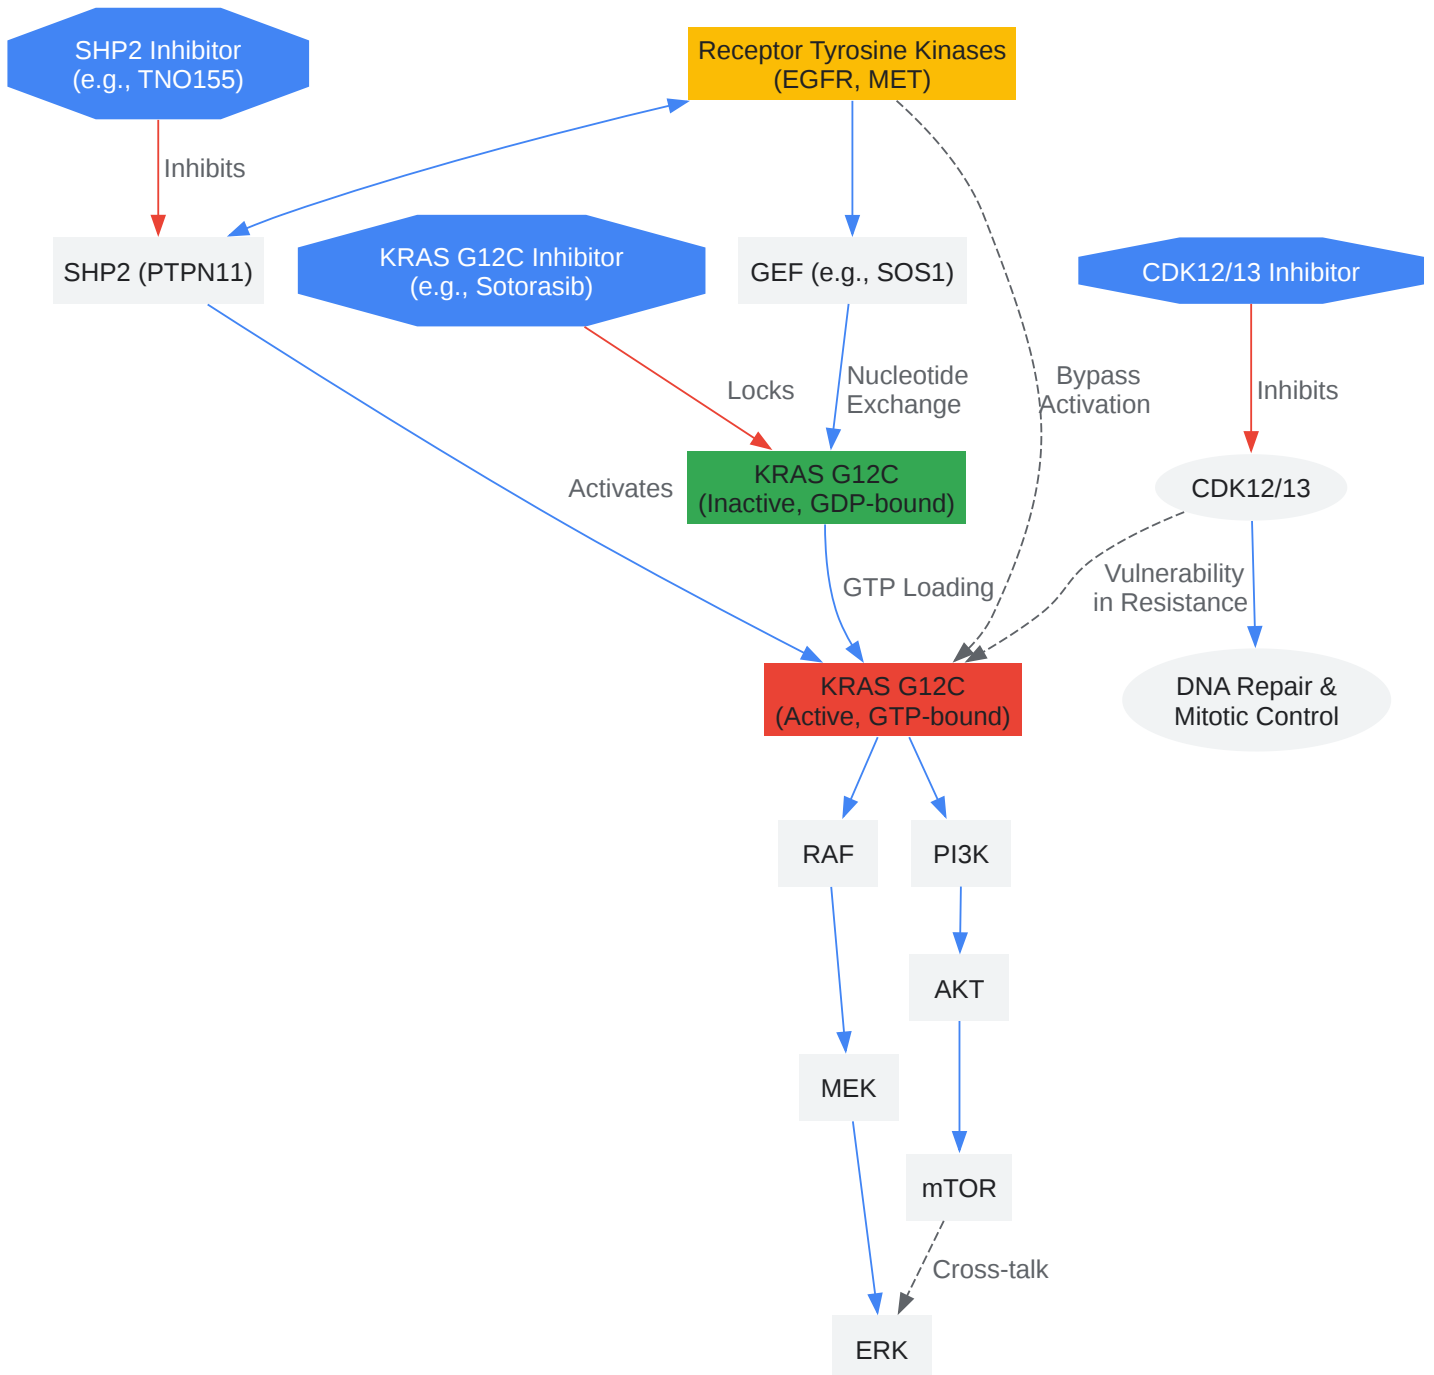 SHP2 Inhibitor
(e.g., TNO155)
Receptor Tyrosine Kinases
(EGFR, MET)
Inhibits
SHP2 (PTPN11)
KRAS G12C Inhibitor
(e.g., Sotorasib)
GEF (e.g., SOS1)
CDK12/13 Inhibitor
Locks
Nucleotide
Exchange
Bypass
Activation
Inhibits
Activates
KRAS G12C
(Inactive, GDP-bound)
CDK12/13
GTP Loading
Vulnerability
in Resistance
KRAS G12C
(Active, GTP-bound)
DNA Repair &
Mitotic Control
RAF
PI3K
AKT
MEK
mTOR
Cross-talk
ERK